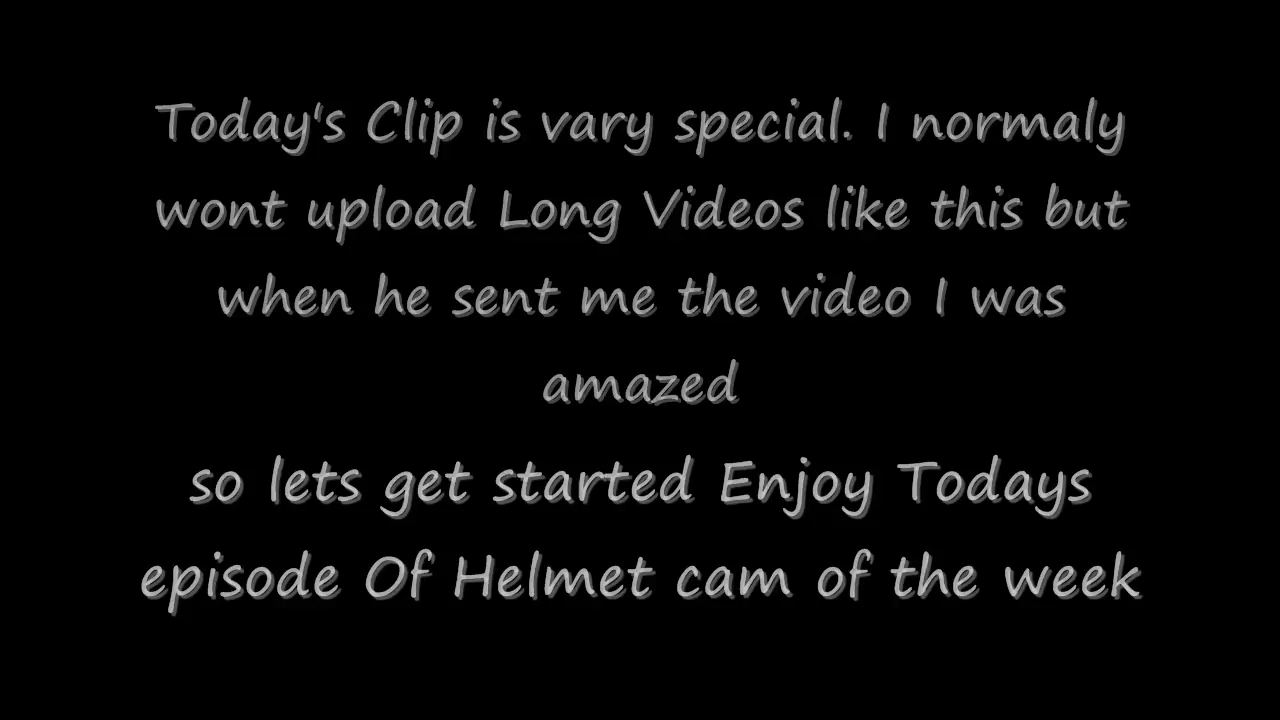 Today's Clip is vary special. I normaly
wont upload Long Videos like this but
when he sent me the video I was
amazed
so lets get started Enjoy Todays
episode Of Helmet cam of the week